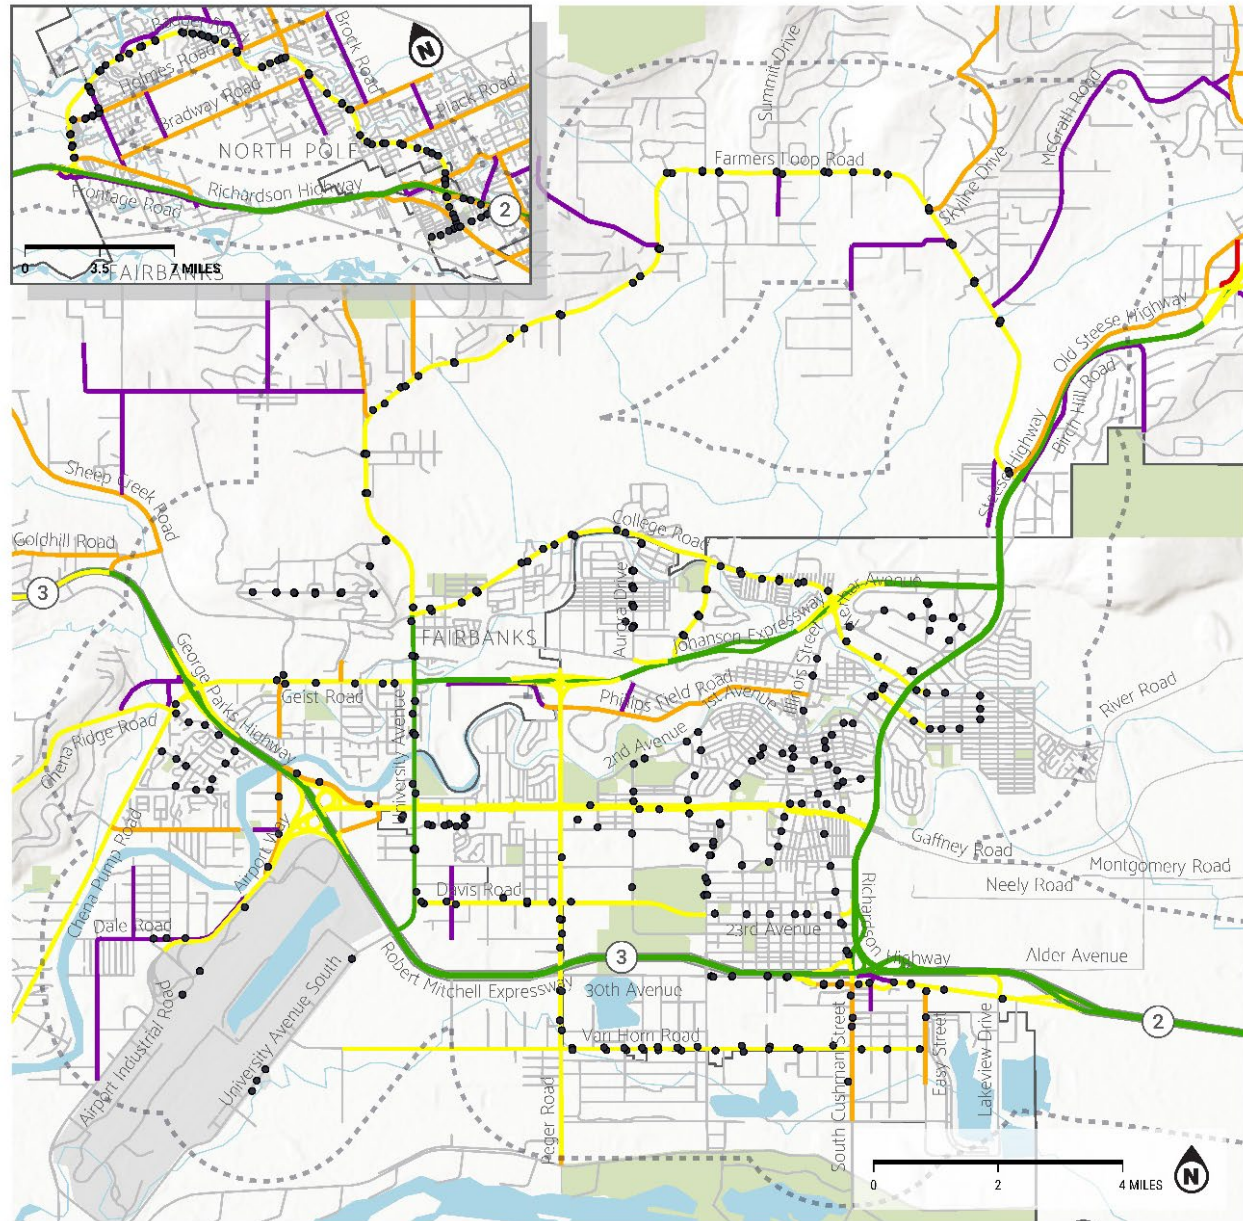 Badger Road
Brock Road
N
Holmes Road
Bradway Road
Plack Road
NORTH POLE
Richardson Highway
Frontage Road
2
0 3.5 7 MILES
FAIRBANKS
Summit Drive
McGrath Road
Farmers Loop Road
Skyline Drive
Old Steese Highway
Birch Hill Road
Steese Highway
Sheep Creek Road
Goldhill Road
College Road
3
Aurora Drive
FAIRBANKS
Johanson Expressway
Illinois Street
George Parks Highway
Geist Road
University Avenue
Phillips Field Road
1st Avenue
River Road
2nd Avenue
Chena Ridge Road
Chena Pump Road
Airport Way
Gaffney Road
Montgomery Road
Neely Road
Davis Road
Dale Road
23rd Avenue
Richardson
Highway
Alder Avenue
3
Robert Mitchell Expressway
30th Avenue
University Avenue South
Airport Industrial Road
2
Van Horn Road
South Cushman Street
Easy Street
Lakeview Drive
0 2 4 MILES
N